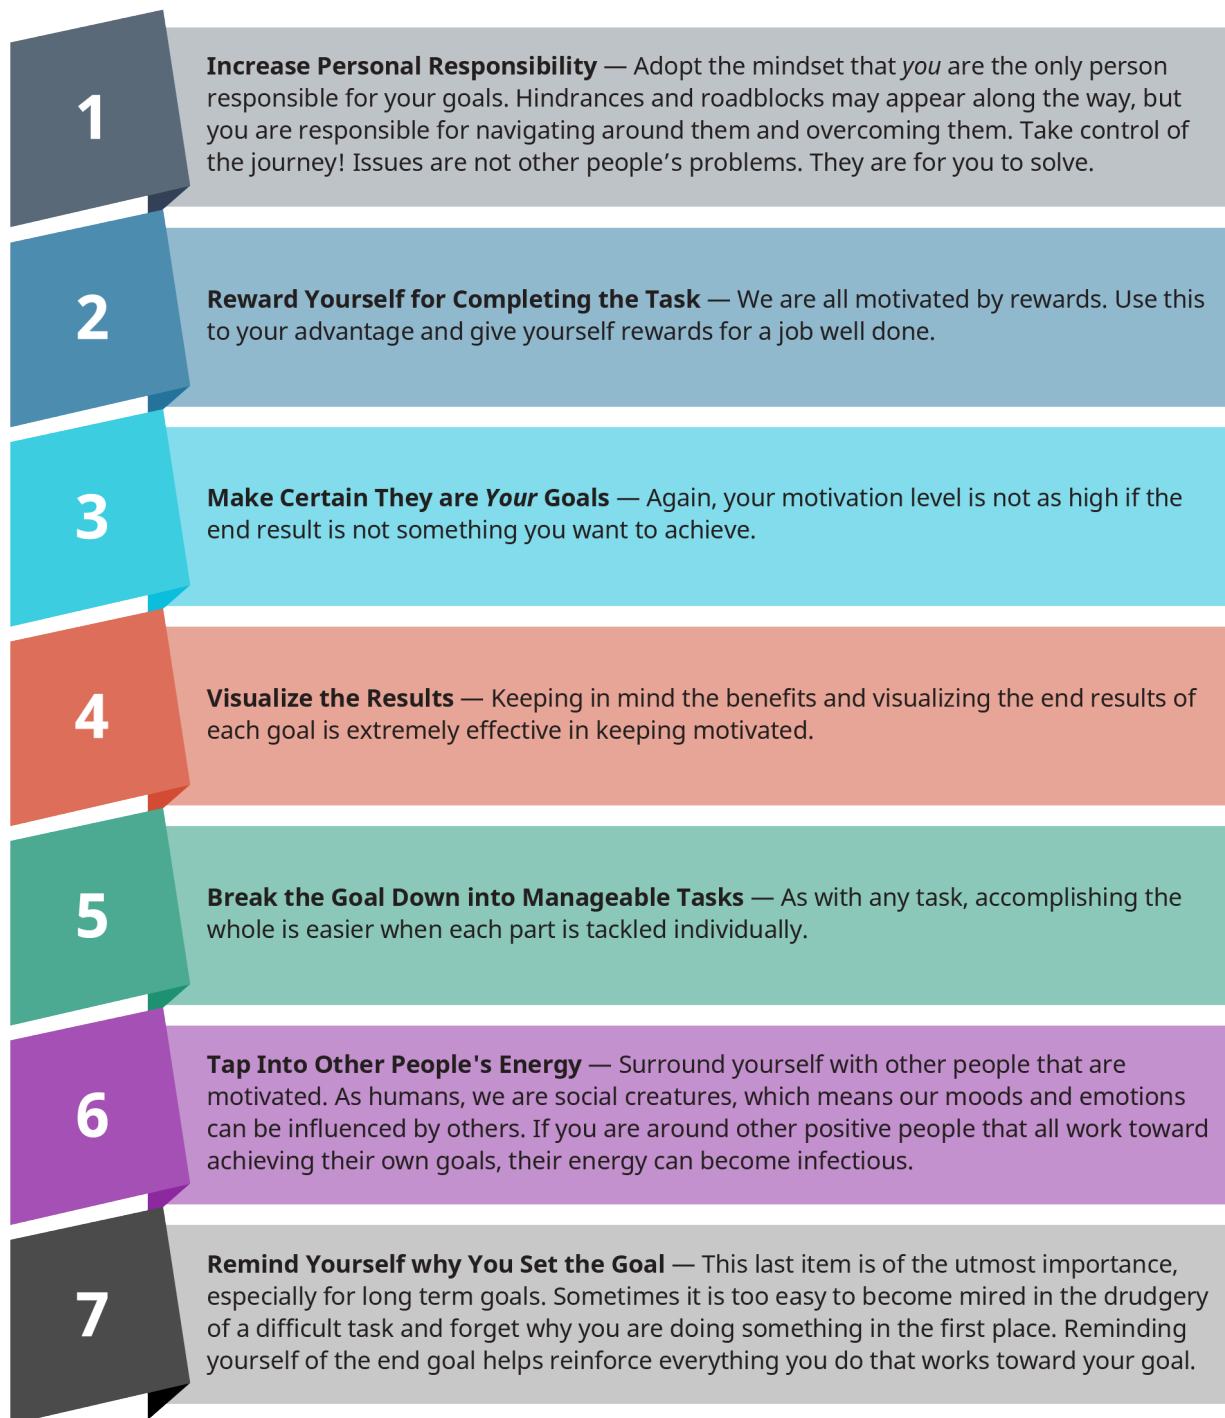 1
Increase Personal Responsibility — Adopt the mindset that you are the only person
responsible for your goals. Hindrances and roadblocks may appear along the way, but
you are responsible for navigating around them and overcoming them. Take control of
the journey! Issues are not other people’s problems. They are for you to solve.
2
Reward Yourself for Completing the Task — We are all motivated by rewards. Use this
to your advantage and give yourself rewards for a job well done.
3
Make Certain They are Your Goals — Again, your motivation level is not as high if the
end result is not something you want to achieve.
4
Visualize the Results — Keeping in mind the benefits and visualizing the end results of
each goal is extremely effective in keeping motivated.
5
Break the Goal Down into Manageable Tasks — As with any task, accomplishing the
whole is easier when each part is tackled individually.
6
Tap Into Other People's Energy — Surround yourself with other people that are
motivated. As humans, we are social creatures, which means our moods and emotions
can be influenced by others. If you are around other positive people that all work toward
achieving their own goals, their energy can become infectious.
7
Remind Yourself why You Set the Goal — This last item is of the utmost importance,
especially for long term goals. Sometimes it is too easy to become mired in the drudgery
of a difficult task and forget why you are doing something in the first place. Reminding
yourself of the end goal helps reinforce everything you do that works toward your goal.